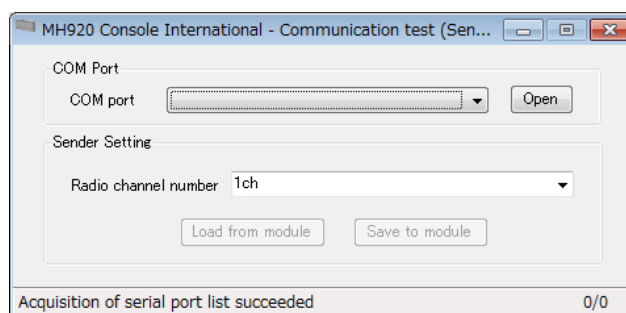 MH920 Console International - Communication test (Sen...
COM Port
COM port
Open
Sender Setting
Radio channel number 1ch
Load from module Save to module
Acquisition of serial port list succeeded 0/0